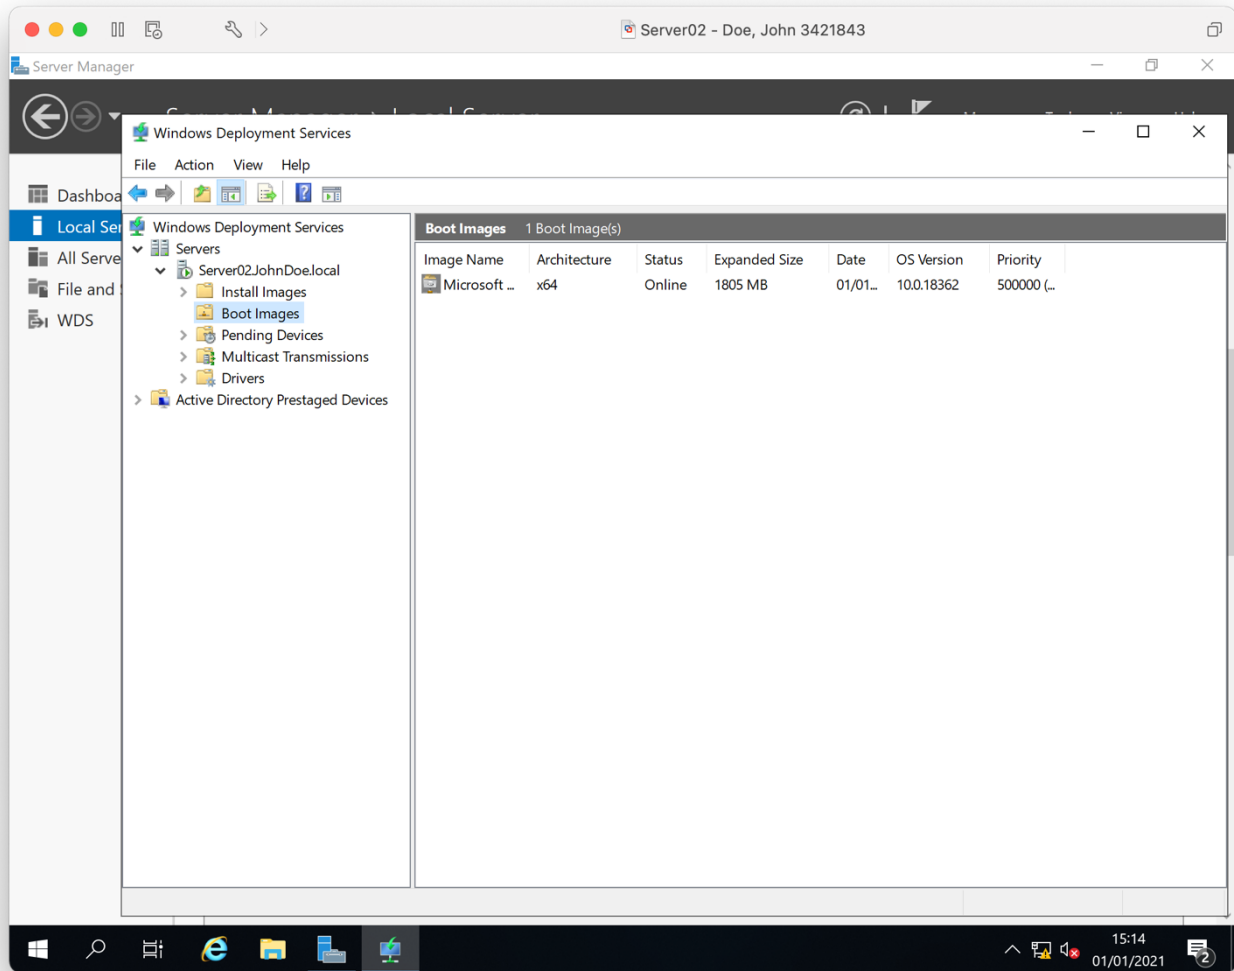 Server02 - Doe, John 3421843
Server Manager
Windows Deployment Services
File Action View Help
Dashboa
Local Ser
All Serve
File and
WDS
Windows Deployment Services
Servers
Server02.JohnDoe.local
Install Images
Boot Images
Pending Devices
Multicast Transmissions
Drivers
Active Directory Prestaged Devices
Boot Images 1 Boot Image(s)
Image Name Architecture Status Expanded Size Date OS Version Priority
Microsoft ... x64 Online 1805 MB 01/01... 10.0.18362 500000 (...
15:14
01/01/2021
2